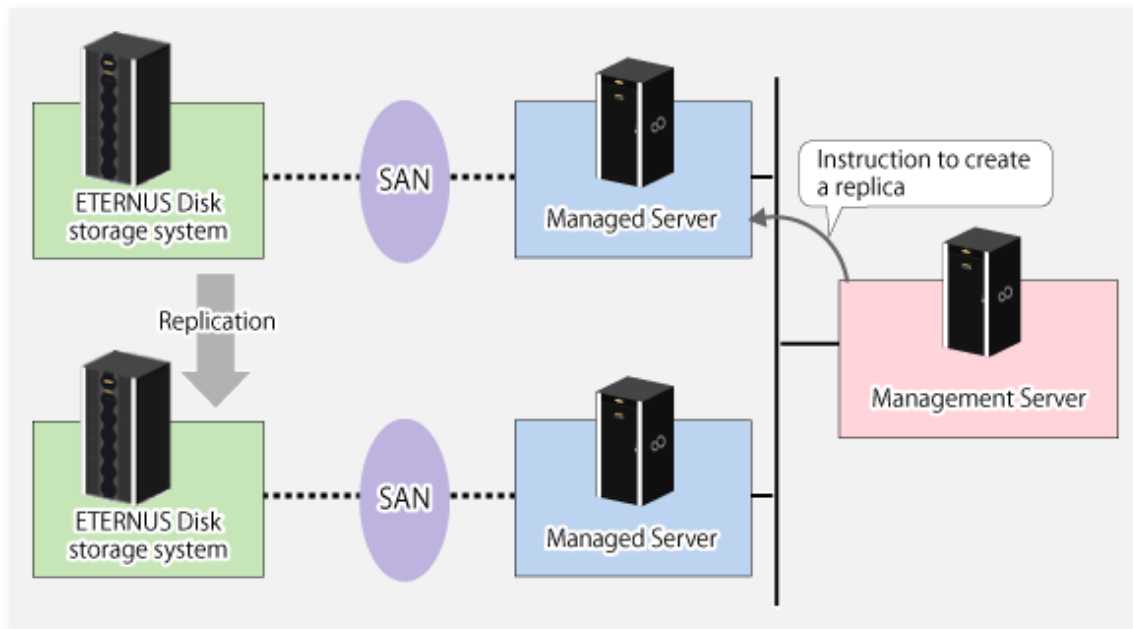 ETERNUS Disk
storage system
SAN
Managed Server
Instruction to create
a replica
Management Server
Replication
ETERNUS Disk
storage system
SAN
Managed Server